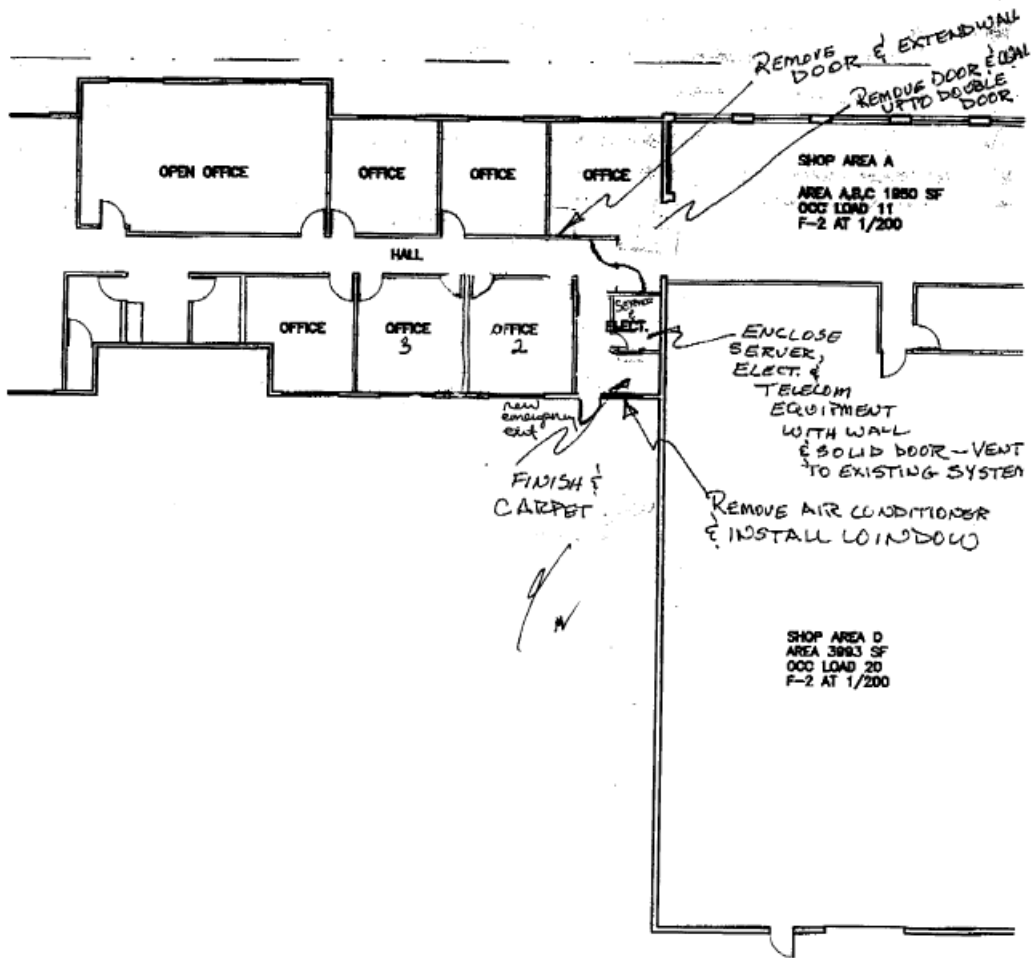 REMOVE
DOOR & EXTEND WALL
REMOVE DOOR & WAL
UP TO DOUBLE
DOOR
OPEN OFFICE
OFFICE
OFFICE
OFFICE
SHOP AREA A
AREA A,B,C 1950 SF
OCC LOAD 11
F-2 AT 1/200
HALL
OFFICE
OFFICE
3
OFFICE
2
SERVER
&
ELECT.
ENCLOSE
SERVER,
ELECT. &
TELECOM
EQUIPMENT
WITH WALL
& SOLID DOOR - VENT
TO EXISTING SYSTEM
new
emergency
exit
FINISH &
CARPET
REMOVE AIR CONDITIONER
& INSTALL WINDOW
N
SHOP AREA D
AREA 3993 SF
OCC LOAD 20
F-2 AT 1/200